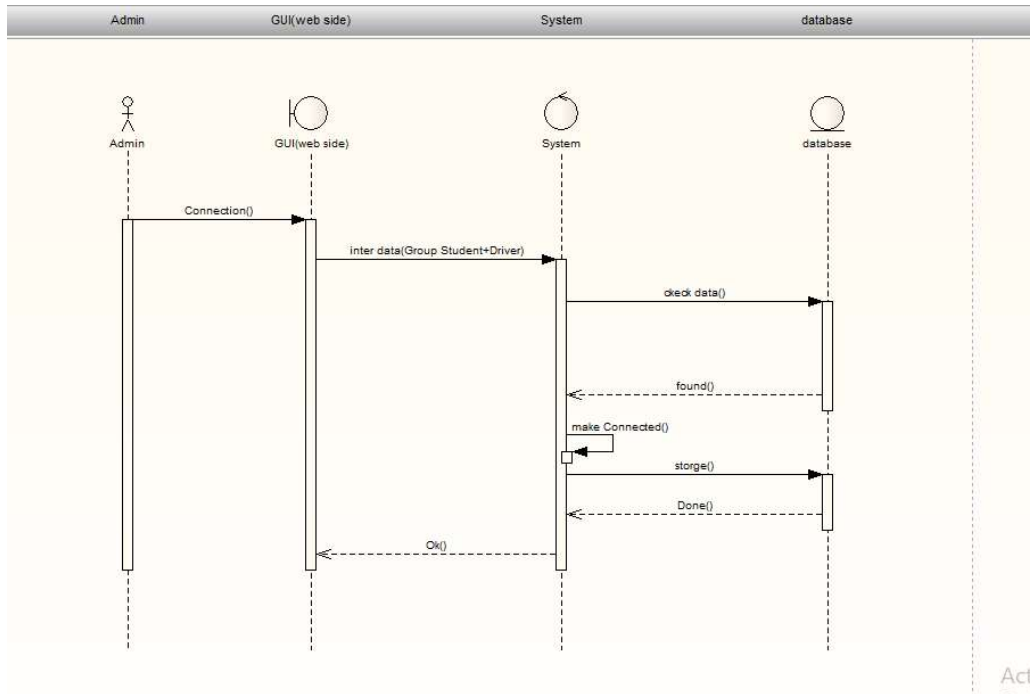 Admin GUI(web side) System database
Admin GUI(web side) System database
Connection()
inter data(Group Student+Driver)
ckeck data()
found()
make Connected()
storge()
Done()
Ok()
Act